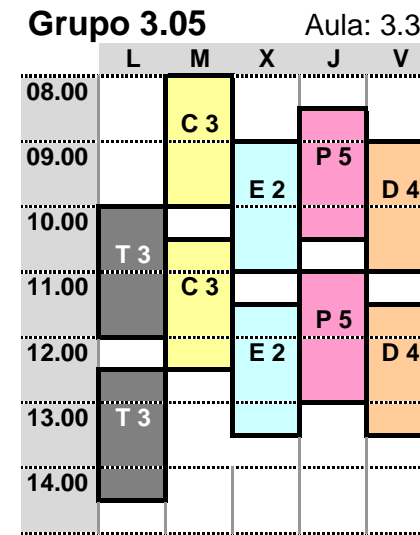 Grupo 3.05 Aula: 3.3
L M X J V
08.00
C 3
09.00 P 5
E 2 D 4
10.00
T 3
11.00 C 3
P 5
12.00 E 2 D 4
13.00 T 3
14.00